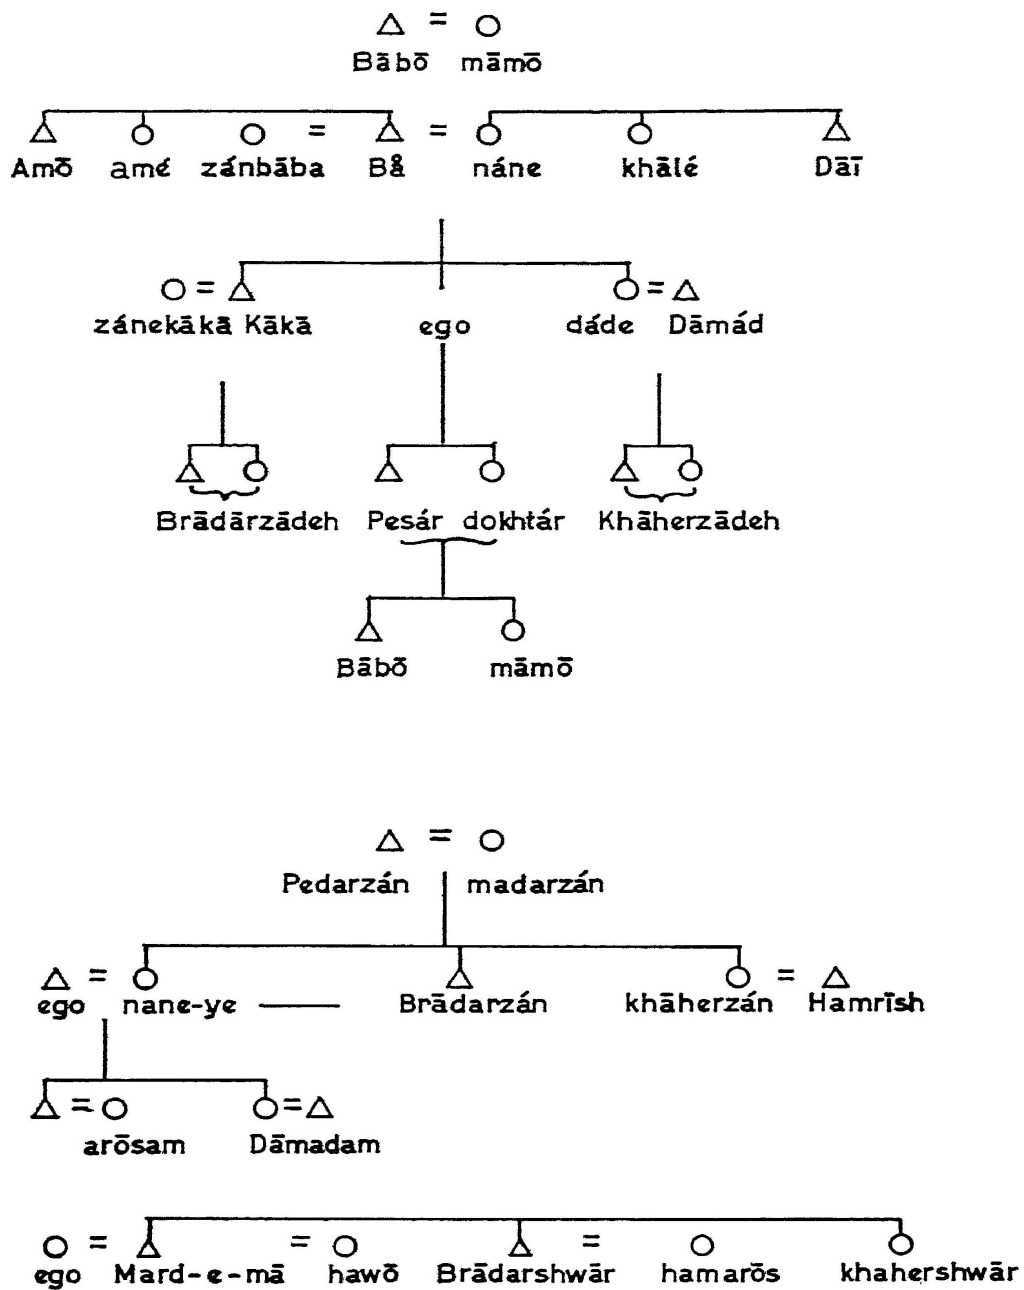 Bābō māmō
Amō amé zánbāba Bå náne khālé Dāī
zánekākā Kākā ego dáde Dāmád
Brādārzādeh Pesár dokhtár Khāherzādeh
Bābō māmō
Pedarzán madarzán
ego nane-ye —— Brādarzán khāherzán Hamrīsh
arōsam Dāmadam
ego Mard-e-mā hawō Brādarshwār hamarōs khahershwār